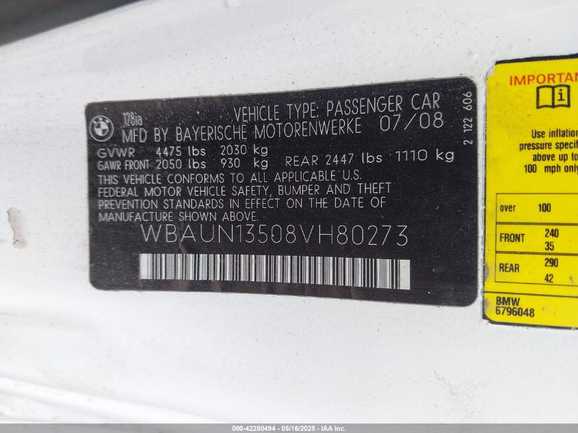 BMW
128ia
VEHICLE TYPE: PASSENGER CAR
MFD BY BAYERISCHE MOTORENWERKE 07/08
GVWR 4475 lbs 2030 kg
GAWR FRONT 2050 lbs 930 kg REAR 2447 lbs 1110 kg
THIS VEHICLE CONFORMS TO ALL APPLICABLE
FEDERAL MOTOR VEHICLE SAFETY, BUMPER AND THEFT
PREVENTION STANDARDS IN EFFECT ON THE DATE OF
MANUFACTURE SHOWN ABOVE.
WBAUN13508VH80273
2 122 606
IMPORTAN
Use inflation
pressure specif
above up to
100 mph only
over 100
FRONT 240
35
REAR 290
42
BMW
6796048
000-42280494 - 05/16/2025 - IAA Inc.